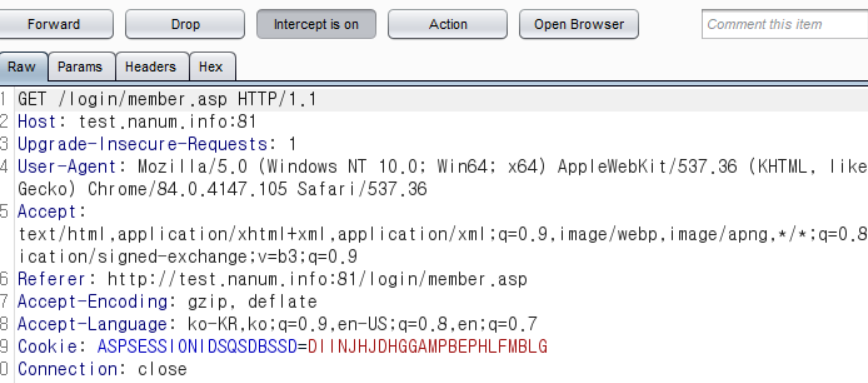 Forward Drop Intercept is on Action Open Browser Comment this item
Raw Params Headers Hex
1 GET /login/member.asp HTTP/1.1
2 Host: test.nanum.info:81
3 Upgrade-Insecure-Requests: 1
4 User-Agent: Mozilla/5.0 (Windows NT 10.0; Win64; x64) AppleWebKit/537.36 (KHTML, like
Gecko) Chrome/84.0.4147.105 Safari/537.36
5 Accept:
text/html,application/xhtml+xml,application/xml;q=0.9,image/webp,image/apng,*/*;q=0.8
ication/signed-exchange;v=b3;q=0.9
6 Referer: http://test.nanum.info:81/login/member.asp
7 Accept-Encoding: gzip, deflate
8 Accept-Language: ko-KR,ko;q=0.9,en-US;q=0.8,en;q=0.7
9 Cookie: ASPSESSIONIDSQSDBSSD=DIINJHJDHGGAMPBEPHLFMBLG
0 Connection: close